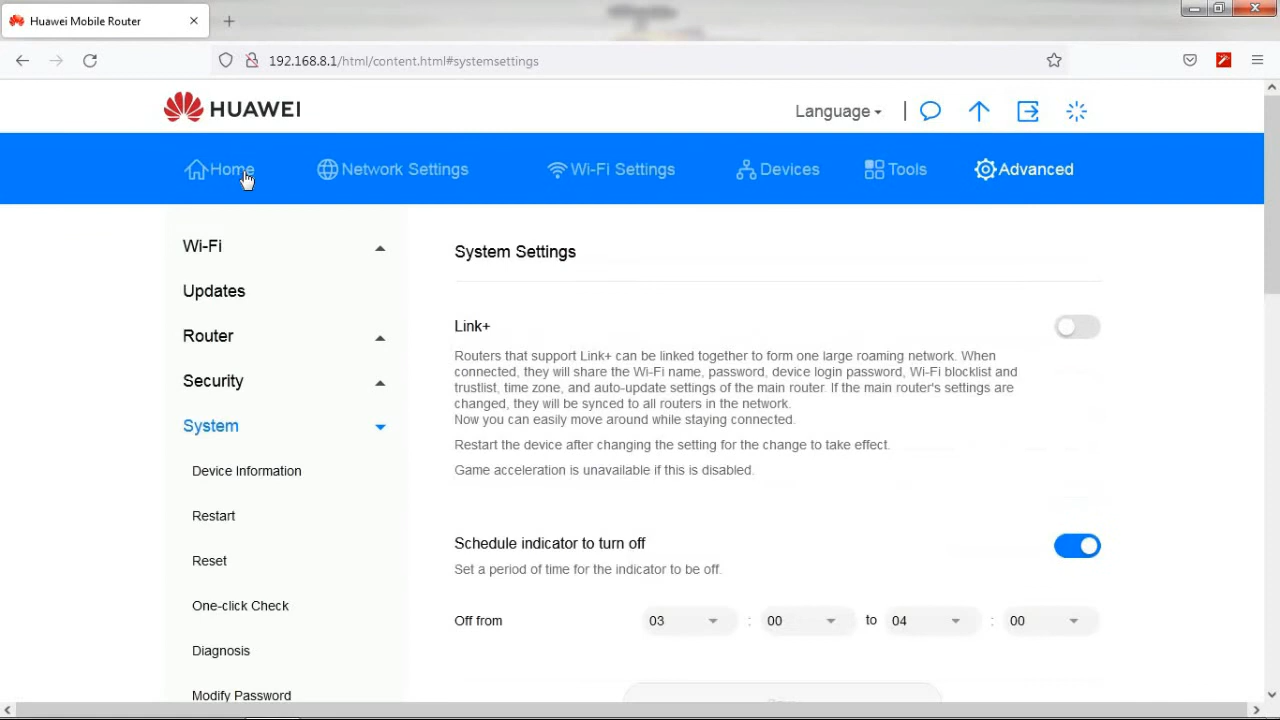 Huawei Mobile Router
192.168.8.1/html/content.html#systemsettings
HUAWEI
Language
Home
Network Settings
Wi-Fi Settings
Devices
Tools
Advanced
Wi-Fi
Updates
Router
Security
System
Device Information
Restart
Reset
One-click Check
Diagnosis
Modify Password
System Settings
Link+
Routers that support Link+ can be linked together to form one large roaming network. When
connected, they will share the Wi-Fi name, password, device login password, Wi-Fi blocklist and
trustlist, time zone, and auto-update settings of the main router. If the main router's settings are
changed, they will be synced to all routers in the network.
Now you can easily move around while staying connected.
Restart the device after changing the setting for the change to take effect.
Game acceleration is unavailable if this is disabled.
Schedule indicator to turn off
Set a period of time for the indicator to be off.
Off from 03 : 00 to 04 : 00